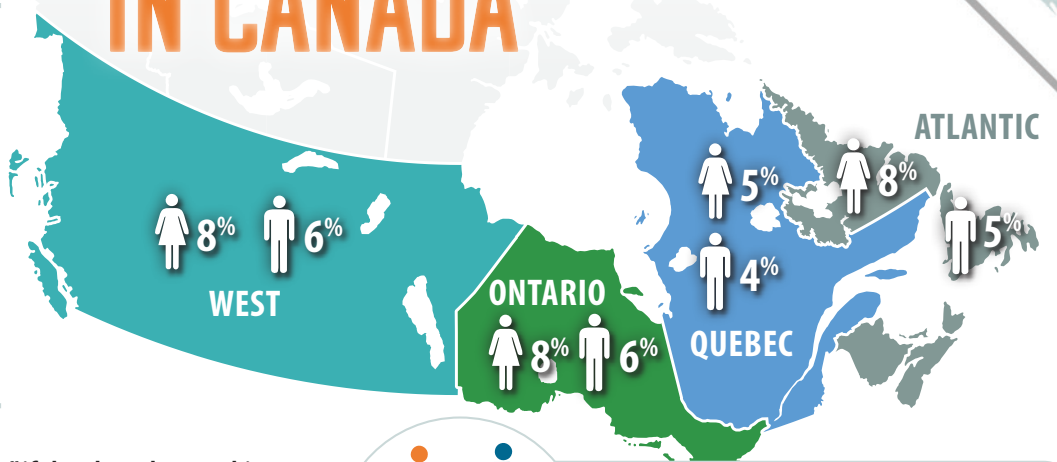 IN CANADA
ATLANTIC
5%
8%
5%
8% 6%
4%
WEST
ONTARIO
QUEBEC
8% 6%